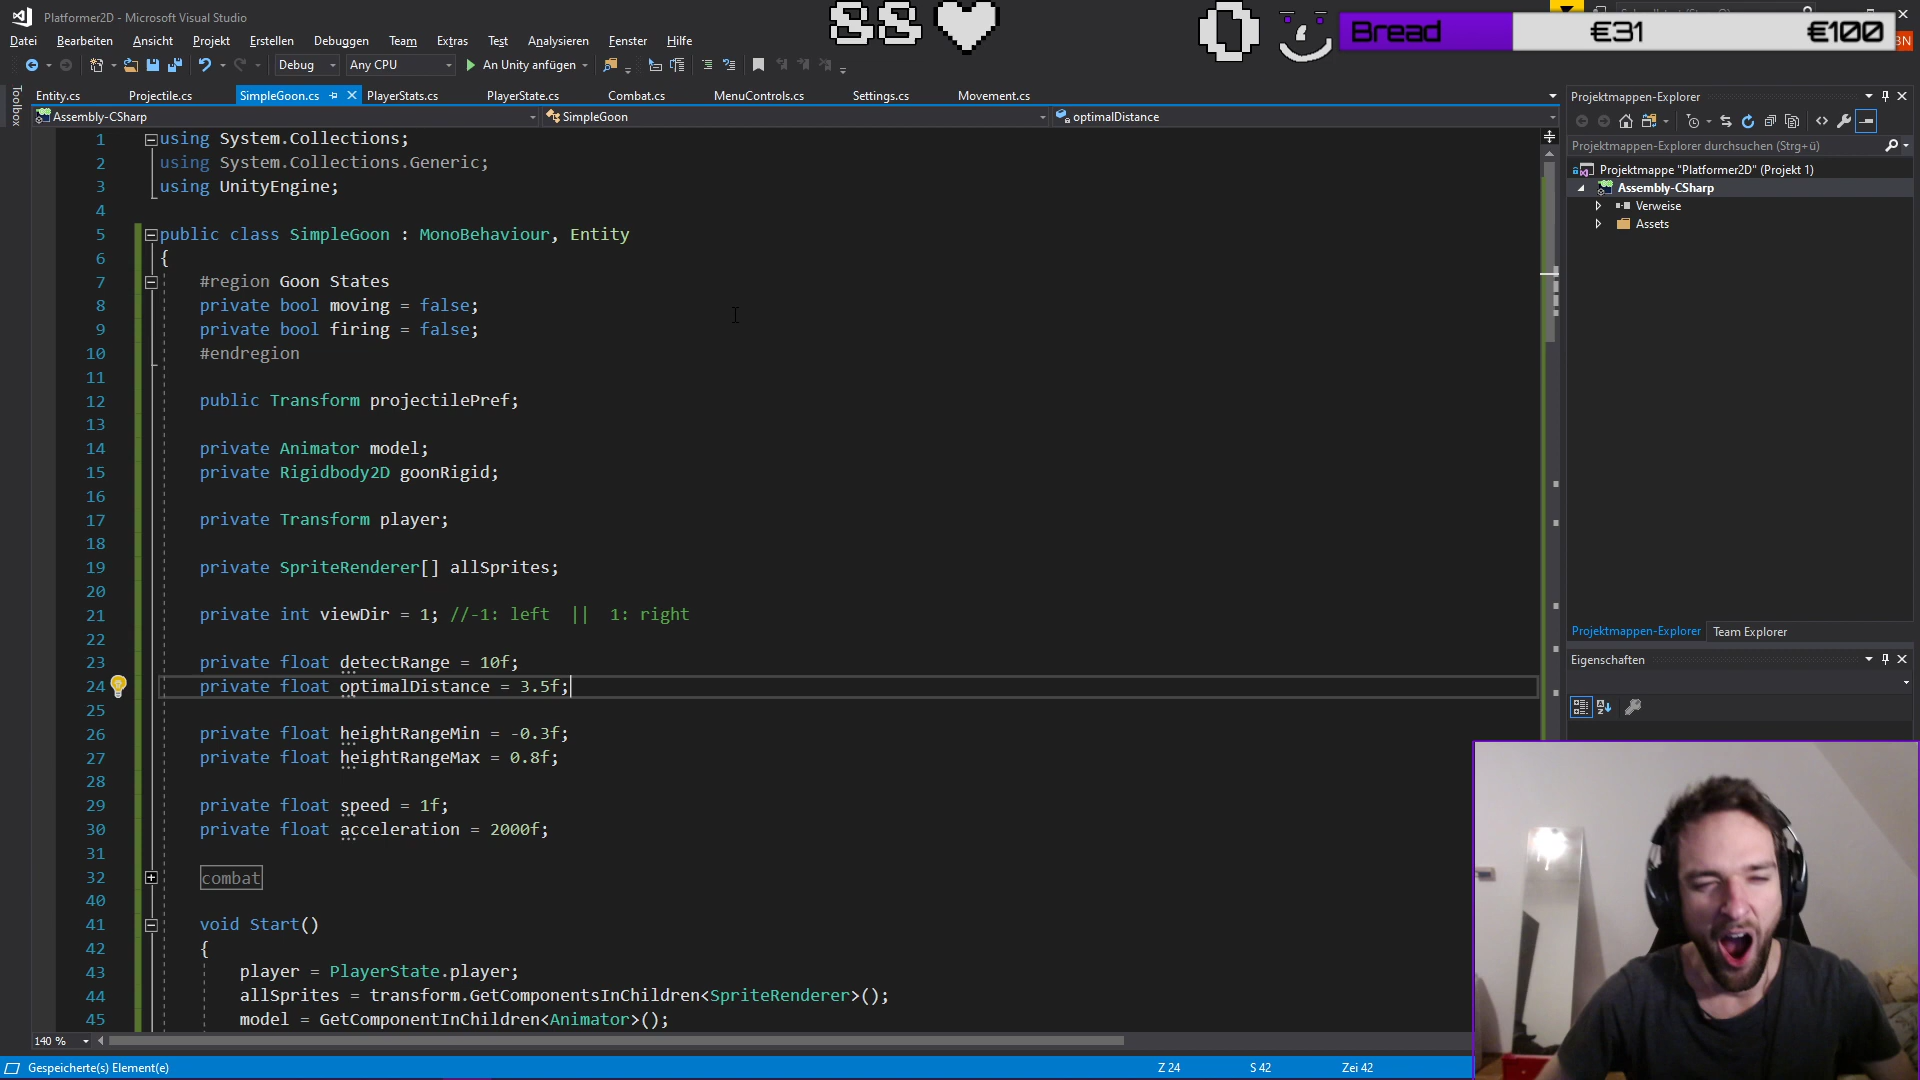 Platformer2D - Microsoft Visual Studio
Datei Bearbeiten Ansicht Projekt Erstellen Debuggen Team Extras Test Analysieren Fenster Hilfe
88
0
Bread €31 €100
Debug Any CPU An Unity anfügen
Toolbox
Entity.cs Projectile.cs SimpleGoon.cs PlayerStats.cs PlayerState.cs Combat.cs MenuControls.cs Settings.cs Movement.cs
Assembly-CSharp SimpleGoon optimalDistance
1 using System.Collections;
2 using System.Collections.Generic;
3 using UnityEngine;
4
5 public class SimpleGoon : MonoBehaviour, Entity
6 {
7 #region Goon States
8 private bool moving = false;
9 private bool firing = false;
10 #endregion
11
12 public Transform projectilePref;
13
14 private Animator model;
15 private Rigidbody2D goonRigid;
16
17 private Transform player;
18
19 private SpriteRenderer[] allSprites;
20
21 private int viewDir = 1; //-1: left || 1: right
22
23 private float detectRange = 10f;
24 private float optimalDistance = 3.5f;
25
26 private float heightRangeMin = -0.3f;
27 private float heightRangeMax = 0.8f;
28
29 private float speed = 1f;
30 private float acceleration = 2000f;
31
32 combat
40
41 void Start()
42 {
43 player = PlayerState.player;
44 allSprites = transform.GetComponentsInChildren<SpriteRenderer>();
45 model = GetComponentInChildren<Animator>();
140 %
Gespeicherte(s) Element(e) Z 24 S 42 Zei 42
Projektmappen-Explorer
Projektmappen-Explorer durchsuchen (Strg+ü)
Projektmappe "Platformer2D" (Projekt 1)
Assembly-CSharp
Verweise
Assets
Projektmappen-Explorer Team Explorer
Eigenschaften